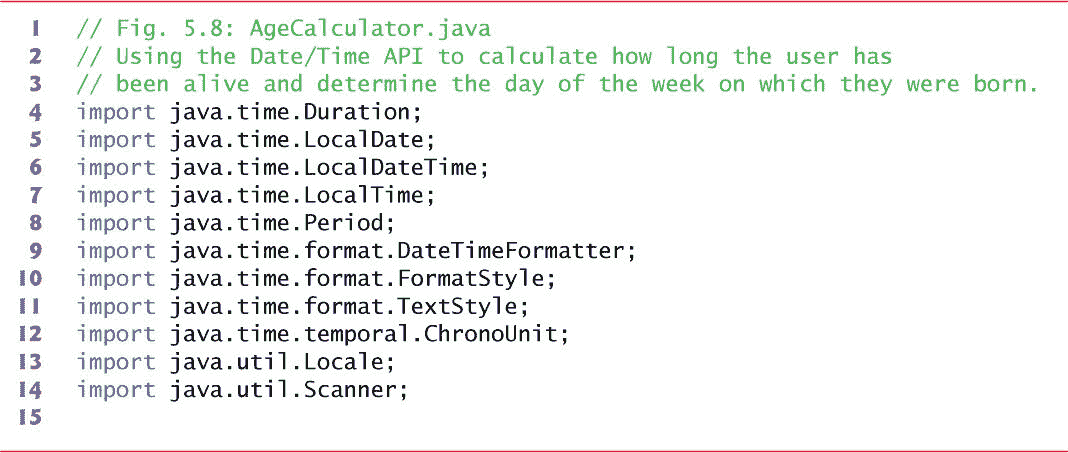 1 // Fig. 5.8: AgeCalculator.java
2 // Using the Date/Time API to calculate how long the user has
3 // been alive and determine the day of the week on which they were born.
4 import java.time.Duration;
5 import java.time.LocalDate;
6 import java.time.LocalDateTime;
7 import java.time.LocalTime;
8 import java.time.Period;
9 import java.time.format.DateTimeFormatter;
10 import java.time.format.FormatStyle;
11 import java.time.format.TextStyle;
12 import java.time.temporal.ChronoUnit;
13 import java.util.Locale;
14 import java.util.Scanner;
15